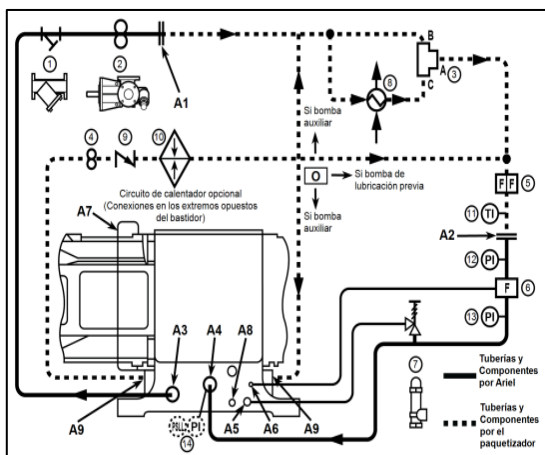 B
A
C
1
2
3
A1
8
Si bomba
auxiliar
4
9
10
O
Si bomba de
lubricación previa
Circuito de calentador opcional
(Conexiones en los extremos opuestos
del bastidor)
Si bomba
auxiliar
F F
5
A7
11
TI
A2
12
PI
F
6
13
PI
A3
A4
A8
7
Tuberías y
Componentes
por Ariel
PSLL
PI
14
A9
A5
A6
A9
Tuberías y
Componentes
por el
paquetizador